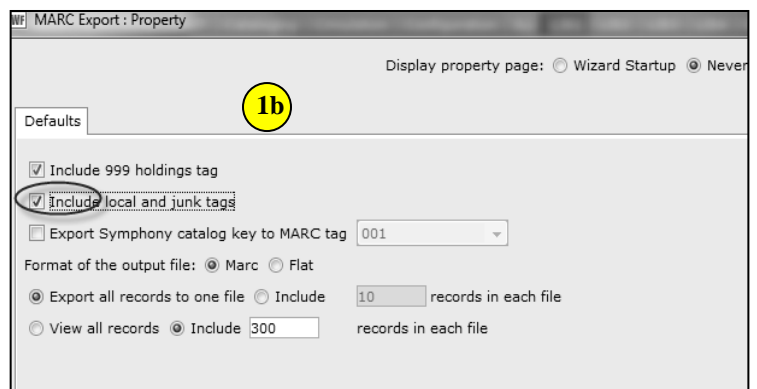 WF MARC Export : Property
Display property page: Wizard Startup Never
1b
Defaults
Include 999 holdings tag
Include local and junk tags
Export Symphony catalog key to MARC tag 001
Format of the output file: Marc Flat
Export all records to one file Include 10 records in each file
View all records Include 300 records in each file